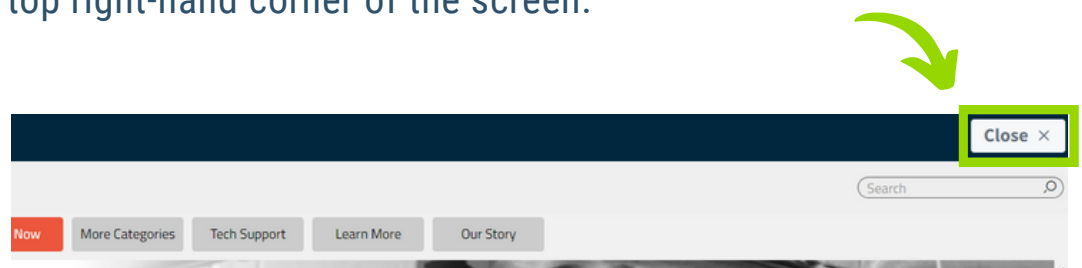 top right-hand corner of the screen.
Close ×
Search
Now More Categories Tech Support Learn More Our Story